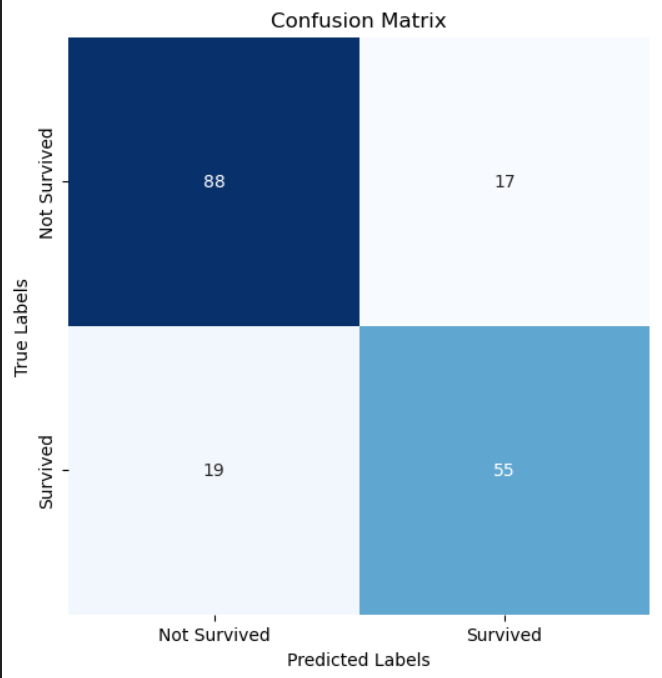 Confusion Matrix
Not Survived
88
17
True Labels
Survived
19
55
Not Survived
Survived
Predicted Labels